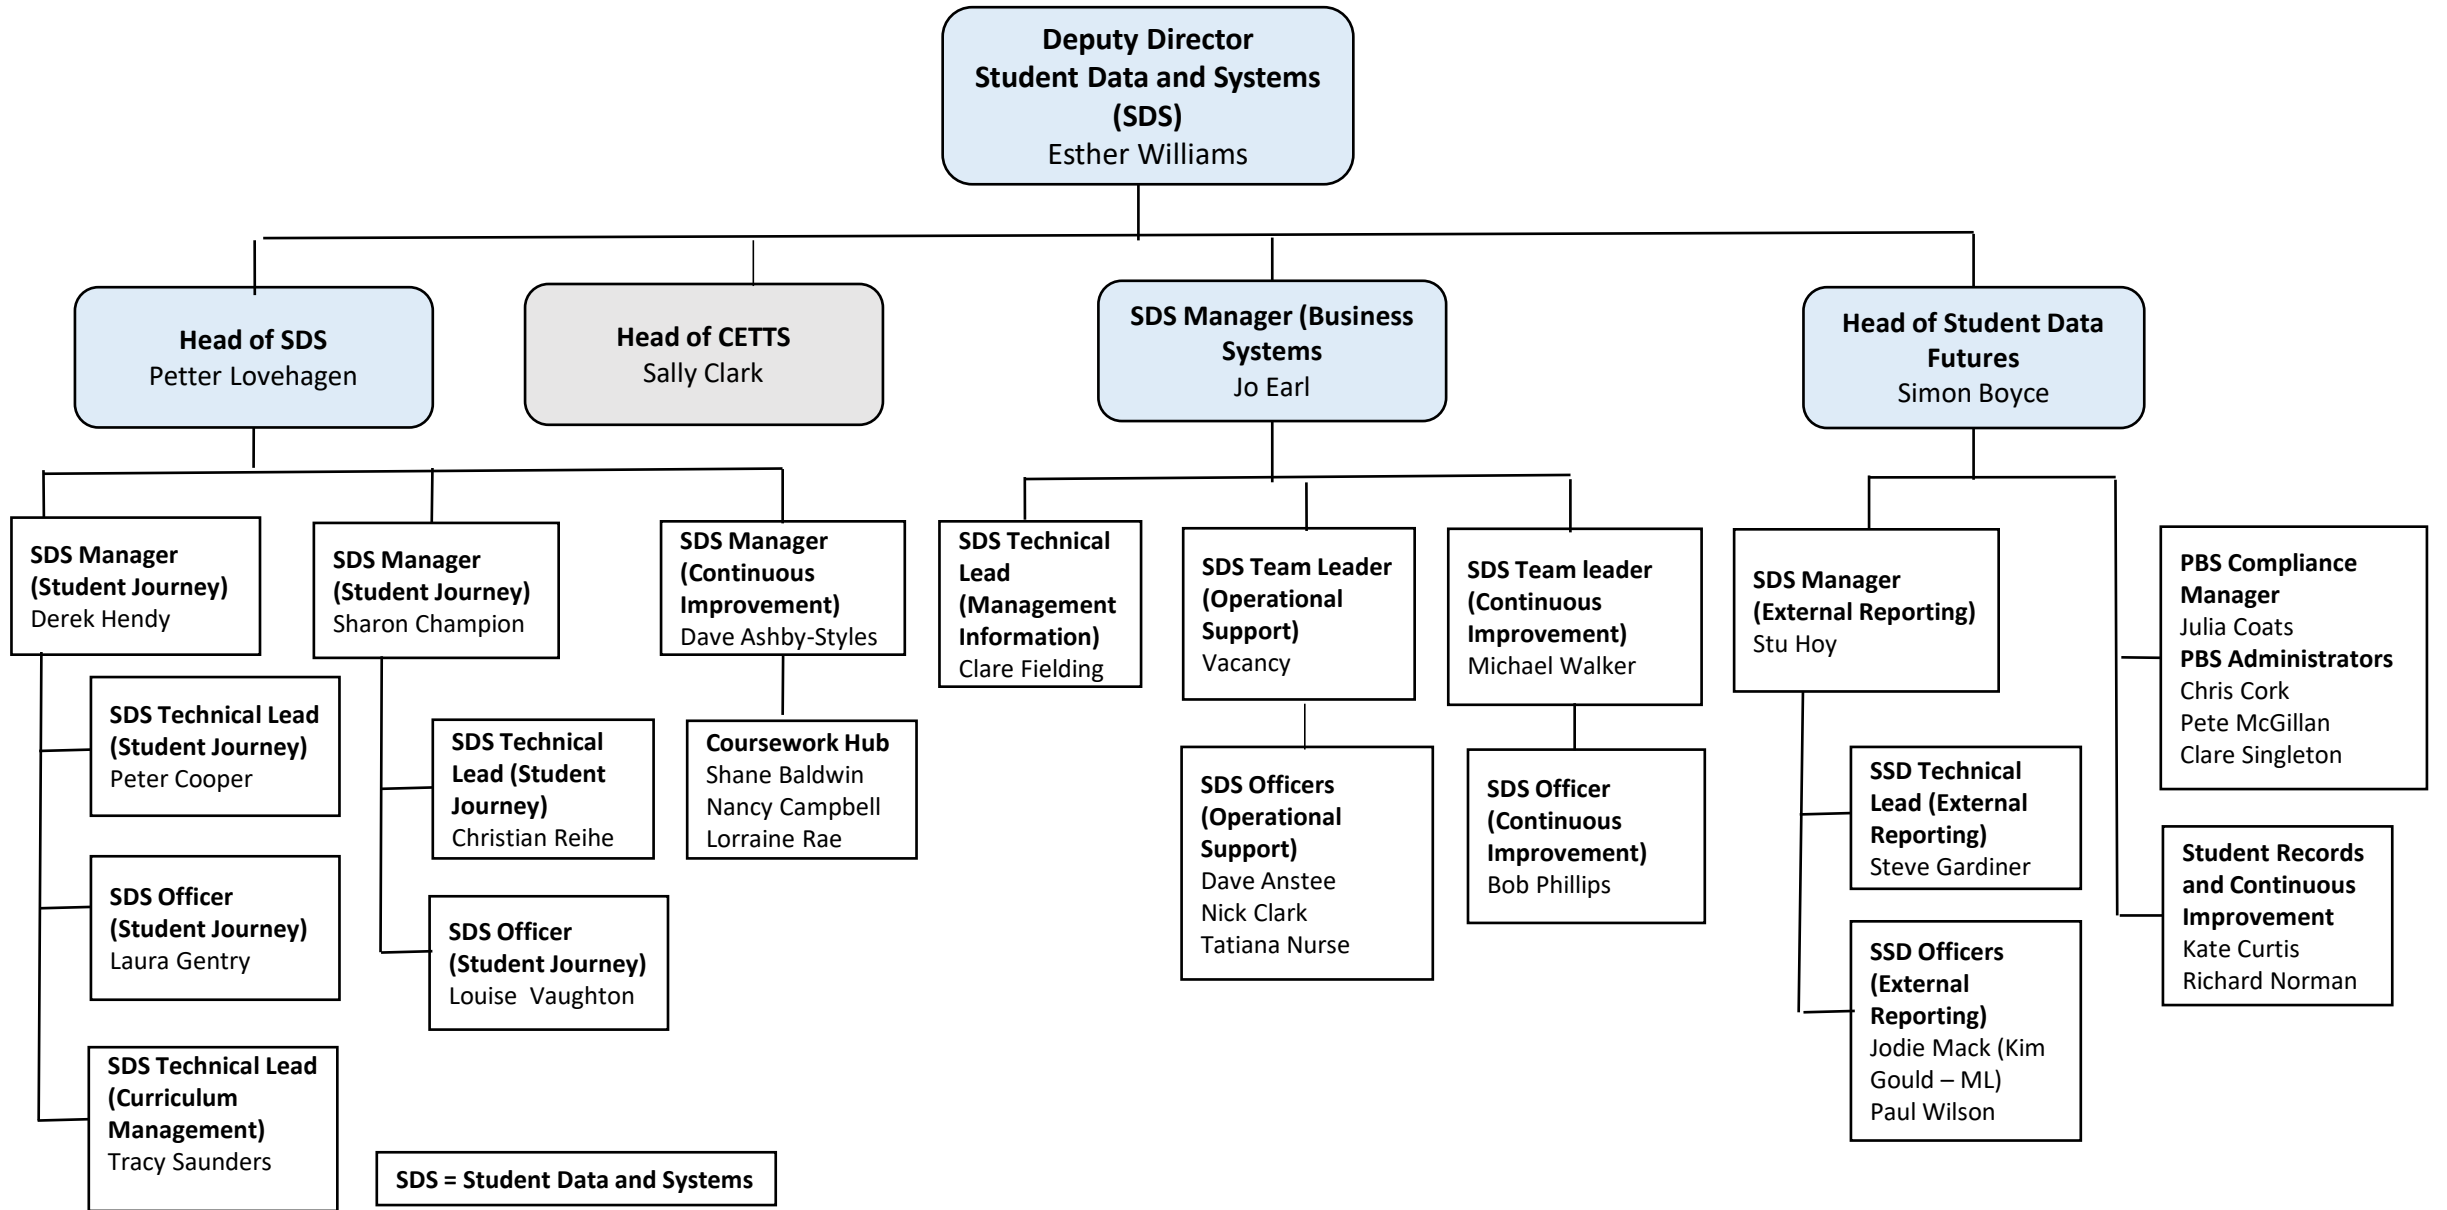 Deputy Director
Student Data and Systems
(SDS)
Esther Williams
Head of SDS
Petter Lovehagen
Head of CETTS
Sally Clark
SDS Manager (Business
Systems
Jo Earl
Head of Student Data
Futures
Simon Boyce
SDS Manager
(Student Journey)
Derek Hendy
SDS Technical Lead
(Student Journey)
Peter Cooper
SDS Officer
(Student Journey)
Laura Gentry
SDS Technical Lead
(Curriculum
Management)
Tracy Saunders
SDS Manager
(Student Journey)
Sharon Champion
SDS Technical
Lead (Student
Journey)
Christian Reihe
SDS Officer
(Student Journey)
Louise  Vaughton
SDS Manager
(Continuous
Improvement)
Dave Ashby-Styles
Coursework Hub
Shane Baldwin
Nancy Campbell
Lorraine Rae
SDS Technical
Lead
(Management
Information)
Clare Fielding
SDS Team Leader
(Operational
Support)
Vacancy
SDS Officers
(Operational
Support)
Dave Anstee
Nick Clark
Tatiana Nurse
SDS Team leader
(Continuous
Improvement)
Michael Walker
SDS Officer
(Continuous
Improvement)
Bob Phillips
SDS Manager
(External Reporting)
Stu Hoy
SSD Technical
Lead (External
Reporting)
Steve Gardiner
SSD Officers
(External
Reporting)
Jodie Mack (Kim
Gould – ML)
Paul Wilson
PBS Compliance
Manager
Julia Coats
PBS Administrators
Chris Cork
Pete McGillan
Clare Singleton
Student Records
and Continuous
Improvement
Kate Curtis
Richard Norman
SDS = Student Data and Systems